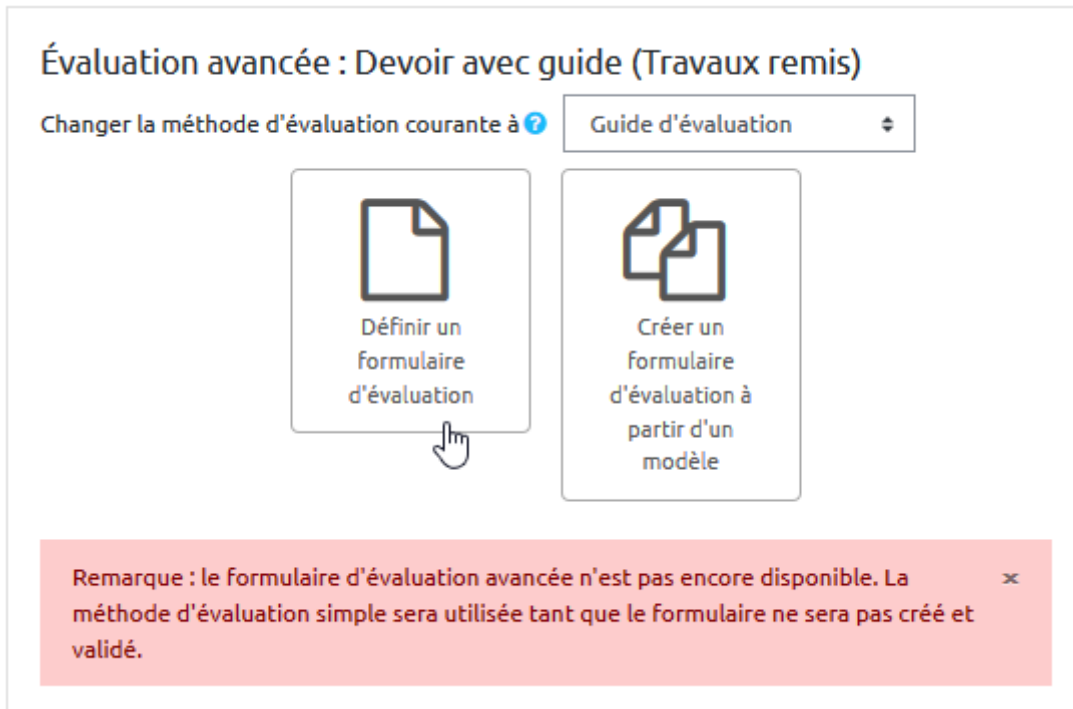 Évaluation avancée : Devoir avec guide (Travaux remis)
Changer la méthode d'évaluation courante à ? Guide d'évaluation
Définir un
formulaire
d'évaluation
Créer un
formulaire
d'évaluation à
partir d'un
modèle
Remarque : le formulaire d'évaluation avancée n'est pas encore disponible. La
méthode d'évaluation simple sera utilisée tant que le formulaire ne sera pas créé et
validé.